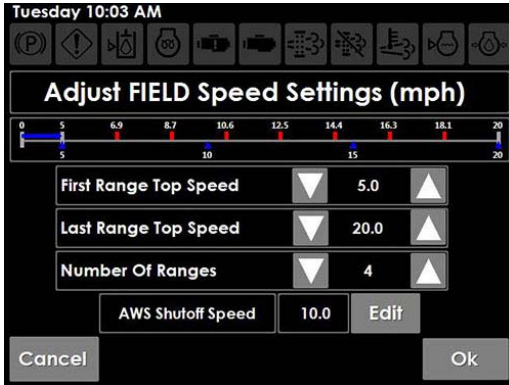 Tuesday 10:03 AM
(P)
Adjust FIELD Speed Settings (mph)
0 5 6.9 8.7 10.6 12.5 14.4 16.3 18.1 20
5 10 15 20
First Range Top Speed 5.0
Last Range Top Speed 20.0
Number Of Ranges 4
AWS Shutoff Speed 10.0 Edit
Cancel Ok